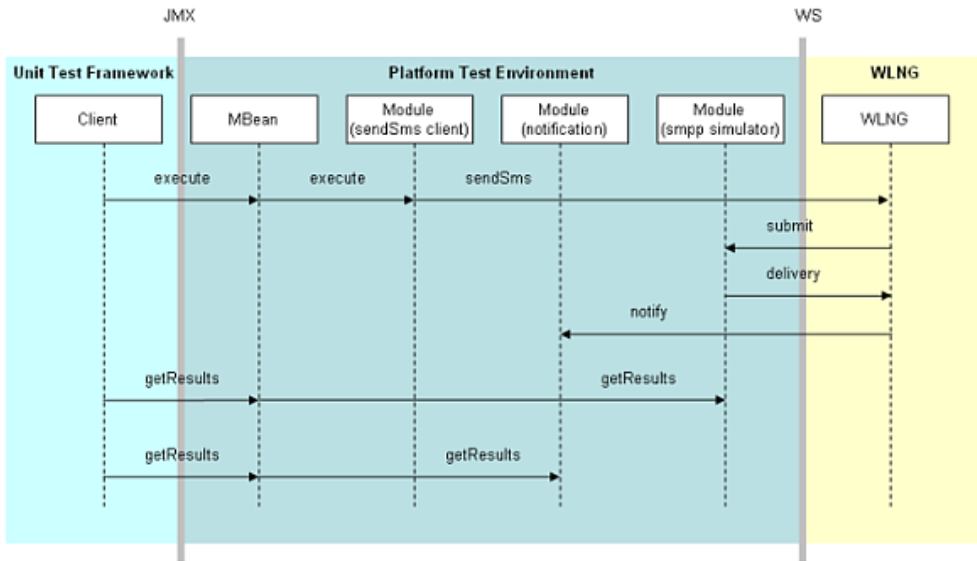 JMX
WS
Unit Test Framework
Platform Test Environment
WLNG
Client
MBean
Module
(sendSms client)
Module
(notification)
Module
(smpp simulator)
WLNG
execute
execute
sendSms
submit
delivery
notify
getResults
getResults
getResults
getResults